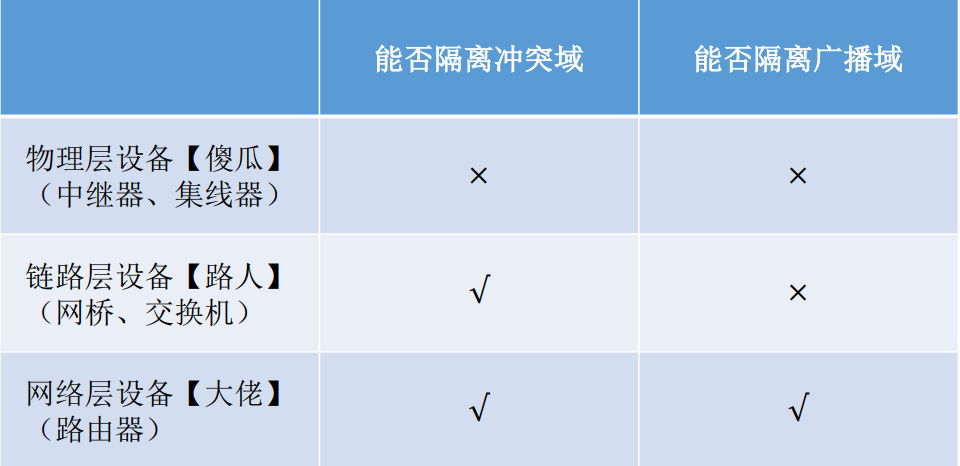 能否隔离冲突域
能否隔离广播域
物理层设备【傻瓜】
（中继器、集线器）
×
×
链路层设备【路人】
（网桥、交换机）
√
×
网络层设备【大佬】
（路由器）
√
√